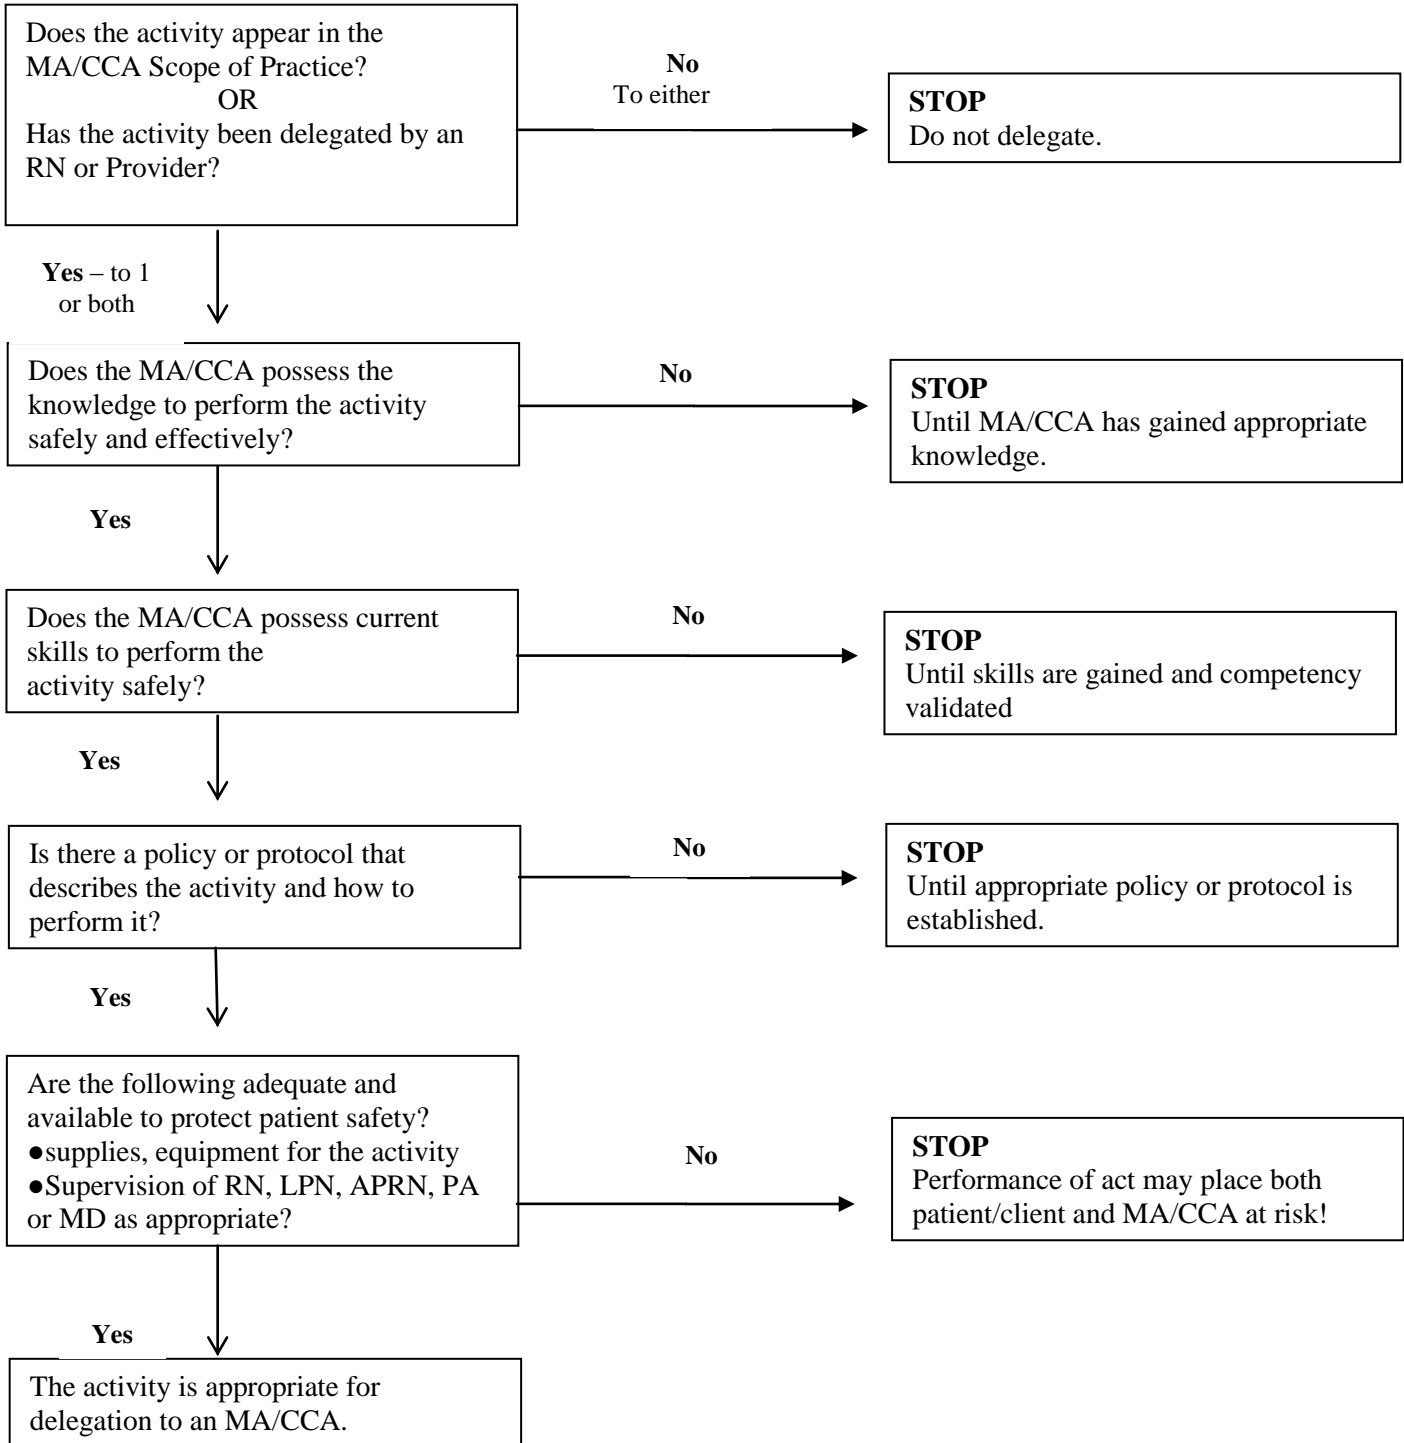 Does the activity appear in the
MA/CCA Scope of Practice?
OR
Has the activity been delegated by an
RN or Provider?
No
To either
STOP
Do not delegate.
Yes – to 1
or both
Does the MA/CCA possess the
knowledge to perform the activity
safely and effectively?
No
STOP
Until MA/CCA has gained appropriate
knowledge.
Yes
Does the MA/CCA possess current
skills to perform the
activity safely?
No
STOP
Until skills are gained and competency
validated
Yes
Is there a policy or protocol that
describes the activity and how to
perform it?
No
STOP
Until appropriate policy or protocol is
established.
Yes
Are the following adequate and
available to protect patient safety?
●supplies, equipment for the activity
●Supervision of RN, LPN, APRN, PA
or MD as appropriate?
No
STOP
Performance of act may place both
patient/client and MA/CCA at risk!
Yes
The activity is appropriate for
delegation to an MA/CCA.